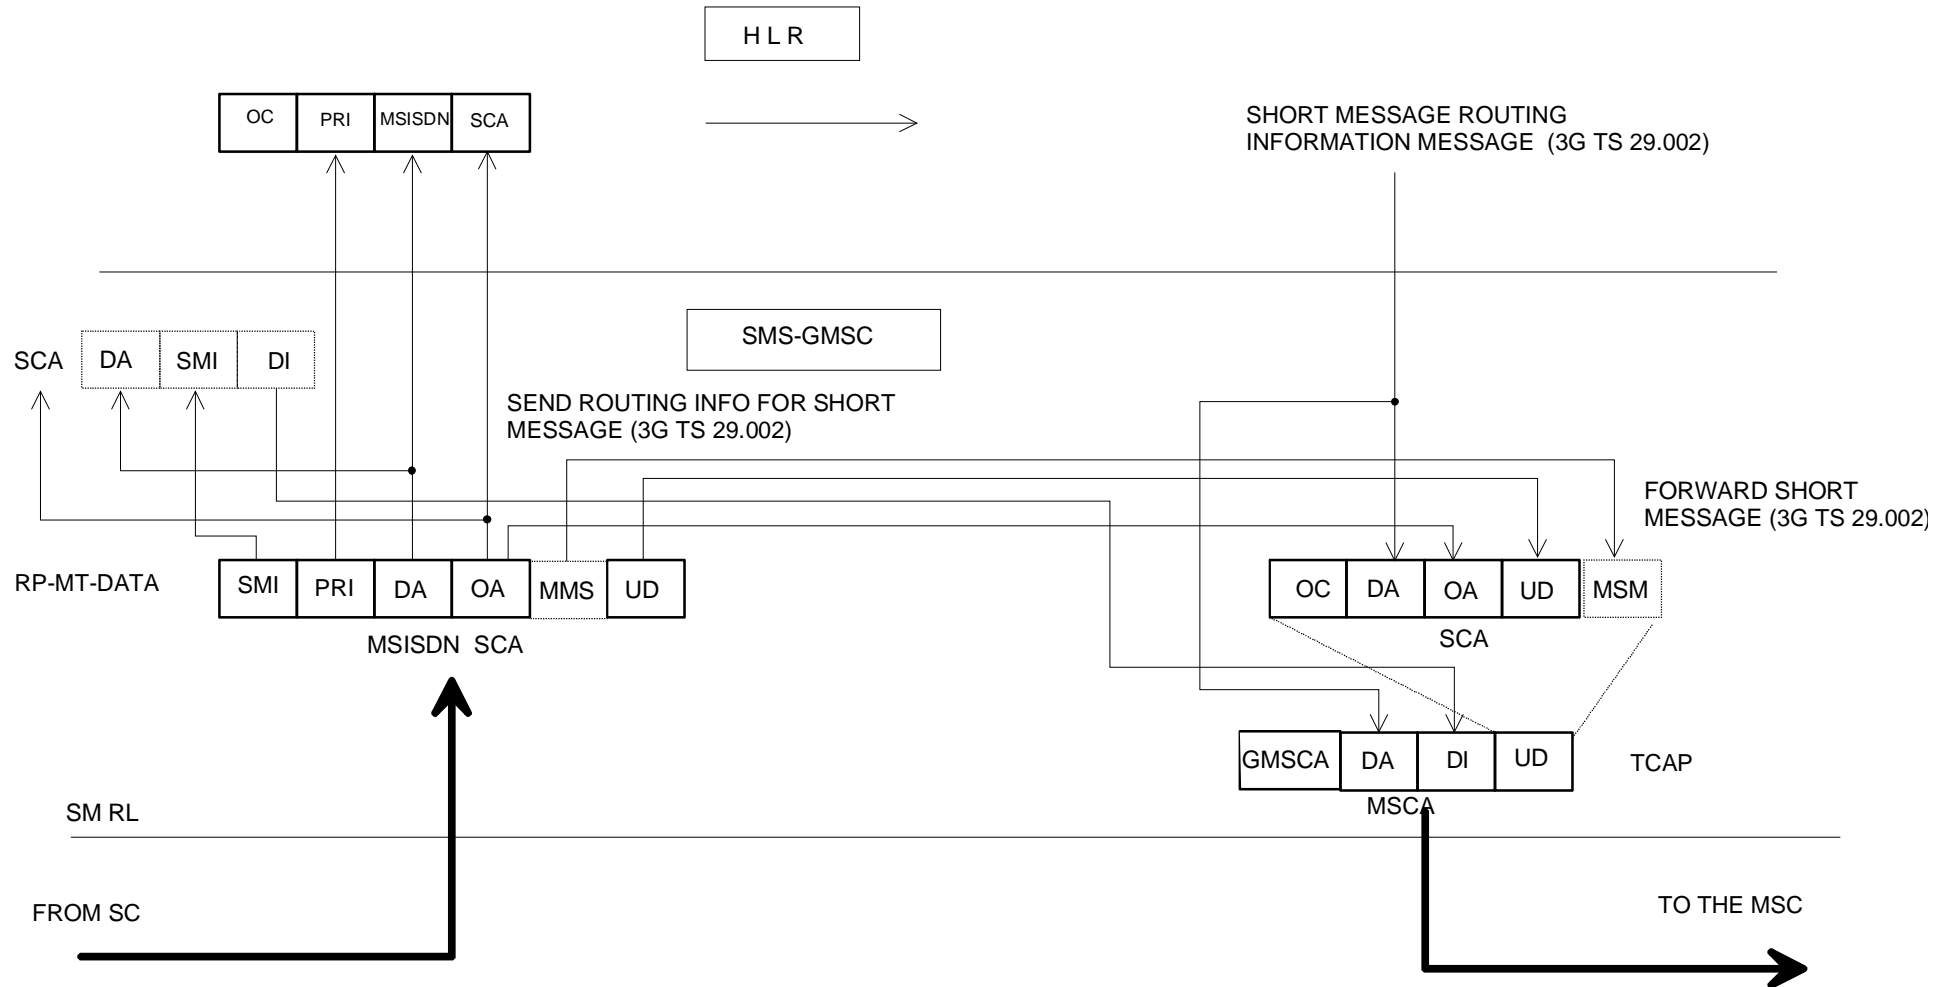 H L R
OC PRI MSISDN SCA
SHORT MESSAGE ROUTING
INFORMATION MESSAGE (3G TS 29.002)
SMS-GMSC
SCA DA SMI DI
SEND ROUTING INFO FOR SHORT
MESSAGE (3G TS 29.002)
FORWARD SHORT
MESSAGE (3G TS 29.002)
RP-MT-DATA SMI PRI DA OA MMS UD
MSISDN SCA
OC DA OA UD MSM
SCA
GMSCA DA DI UD TCAP
MSCA
SM RL
FROM SC
TO THE MSC